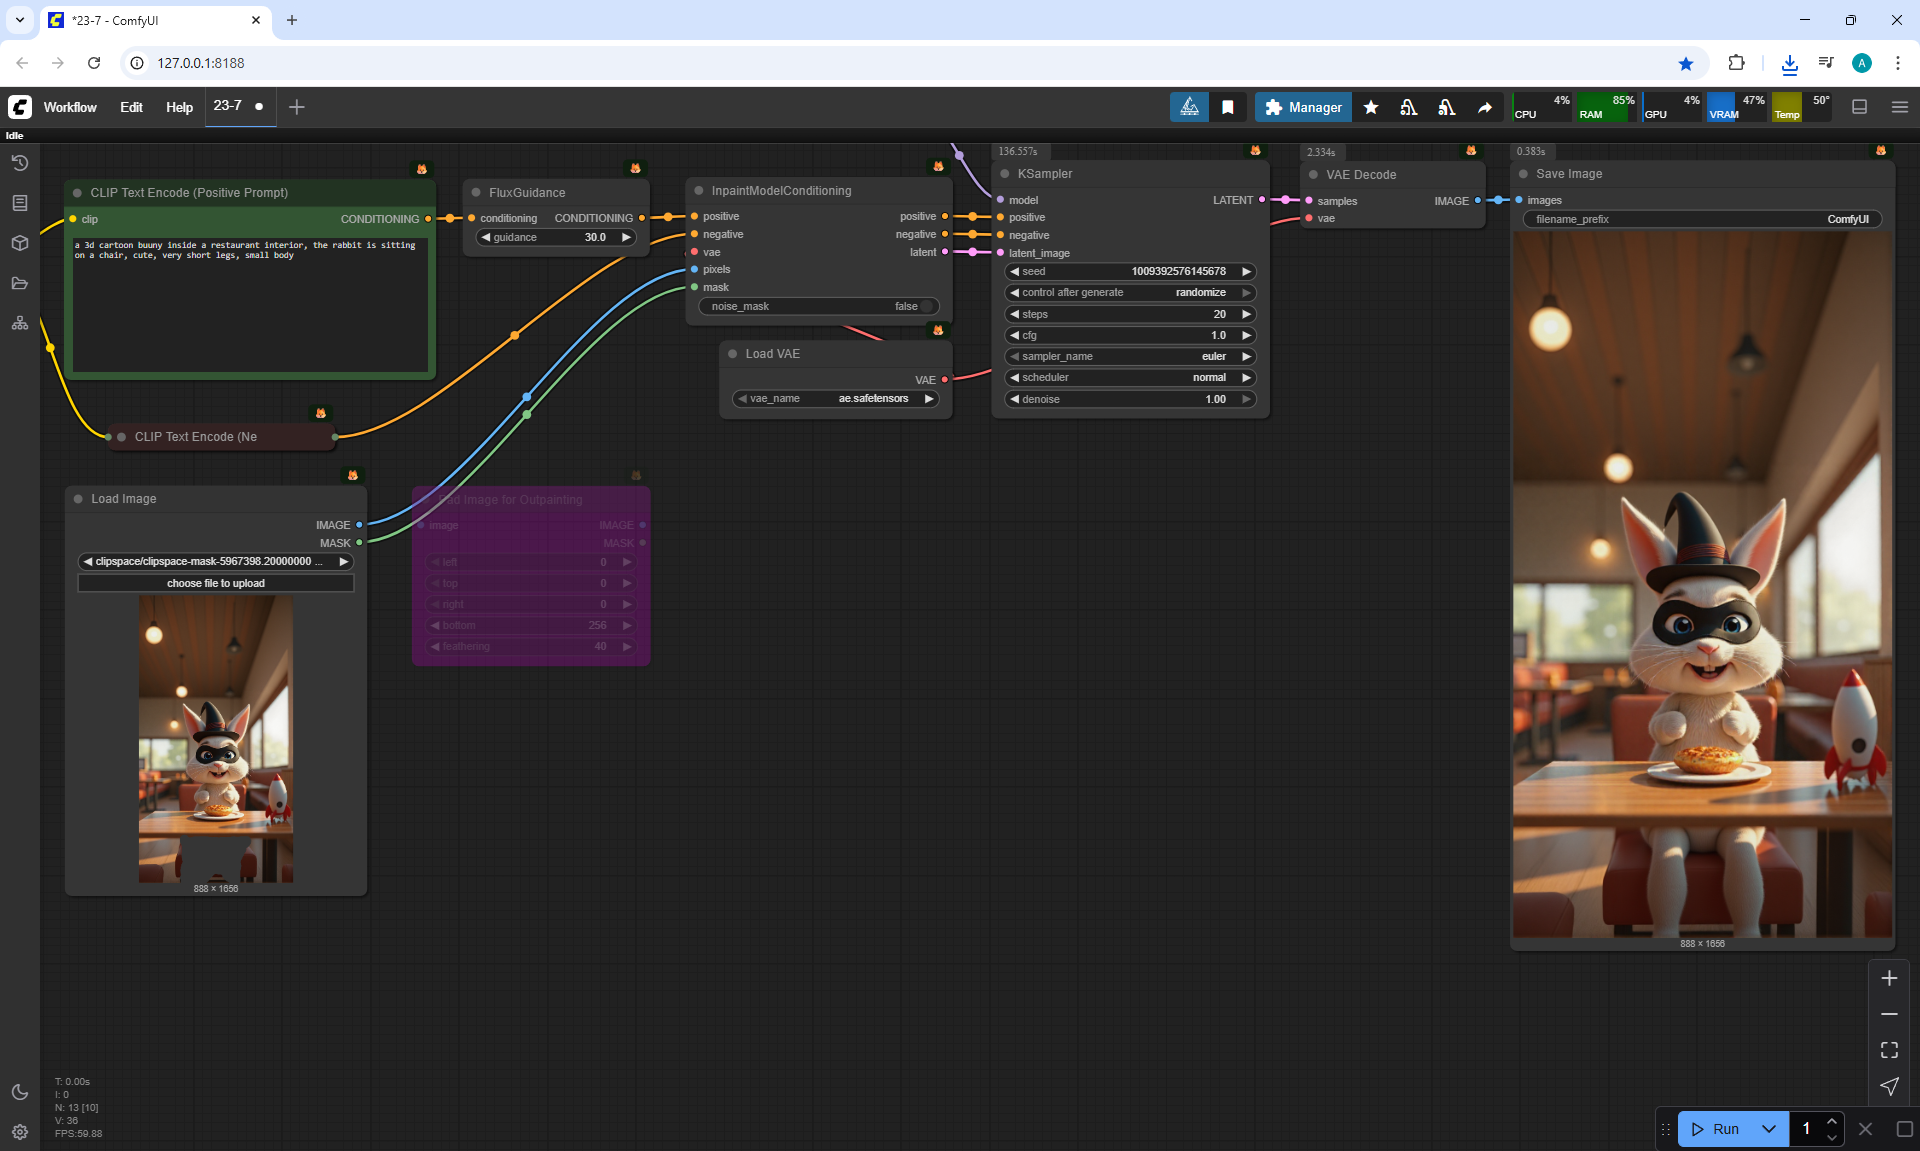 *23-7 - ComfyUI
127.0.0.1:8188
Workflow Edit Help 23-7
Manager
CPU 4% RAM 85% GPU 4% VRAM 47% Temp 50°
Idle
136.557s
2.334s
0.383s
CLIP Text Encode (Positive Prompt)
clip CONDITIONING
a 3d cartoon buuny inside a restaurant interior, the rabbit is sitting
on a chair, cute, very short legs, small body
FluxGuidance
conditioning CONDITIONING
guidance 30.0
InpaintModelConditioning
positive positive
negative negative
vae latent
pixels
mask
noise_mask false
Load VAE
VAE
vae_name ae.safetensors
KSampler
model LATENT
positive
negative
latent_image
seed 1009392576145678
control after generate randomize
steps 20
cfg 1.0
sampler_name euler
scheduler normal
denoise 1.00
VAE Decode
samples IMAGE
vae
Save Image
images
filename_prefix ComfyUI
888 × 1656
CLIP Text Encode (Ne
Load Image
IMAGE
MASK
clipspace/clipspace-mask-5967398.20000000 ...
choose file to upload
888 × 1656
Pad Image for Outpainting
image IMAGE
MASK
left 0
top 0
right 0
bottom 256
feathering 40
T: 0.00s
I: 0
N: 13 [10]
V: 36
FPS:59.88
Run 1
A